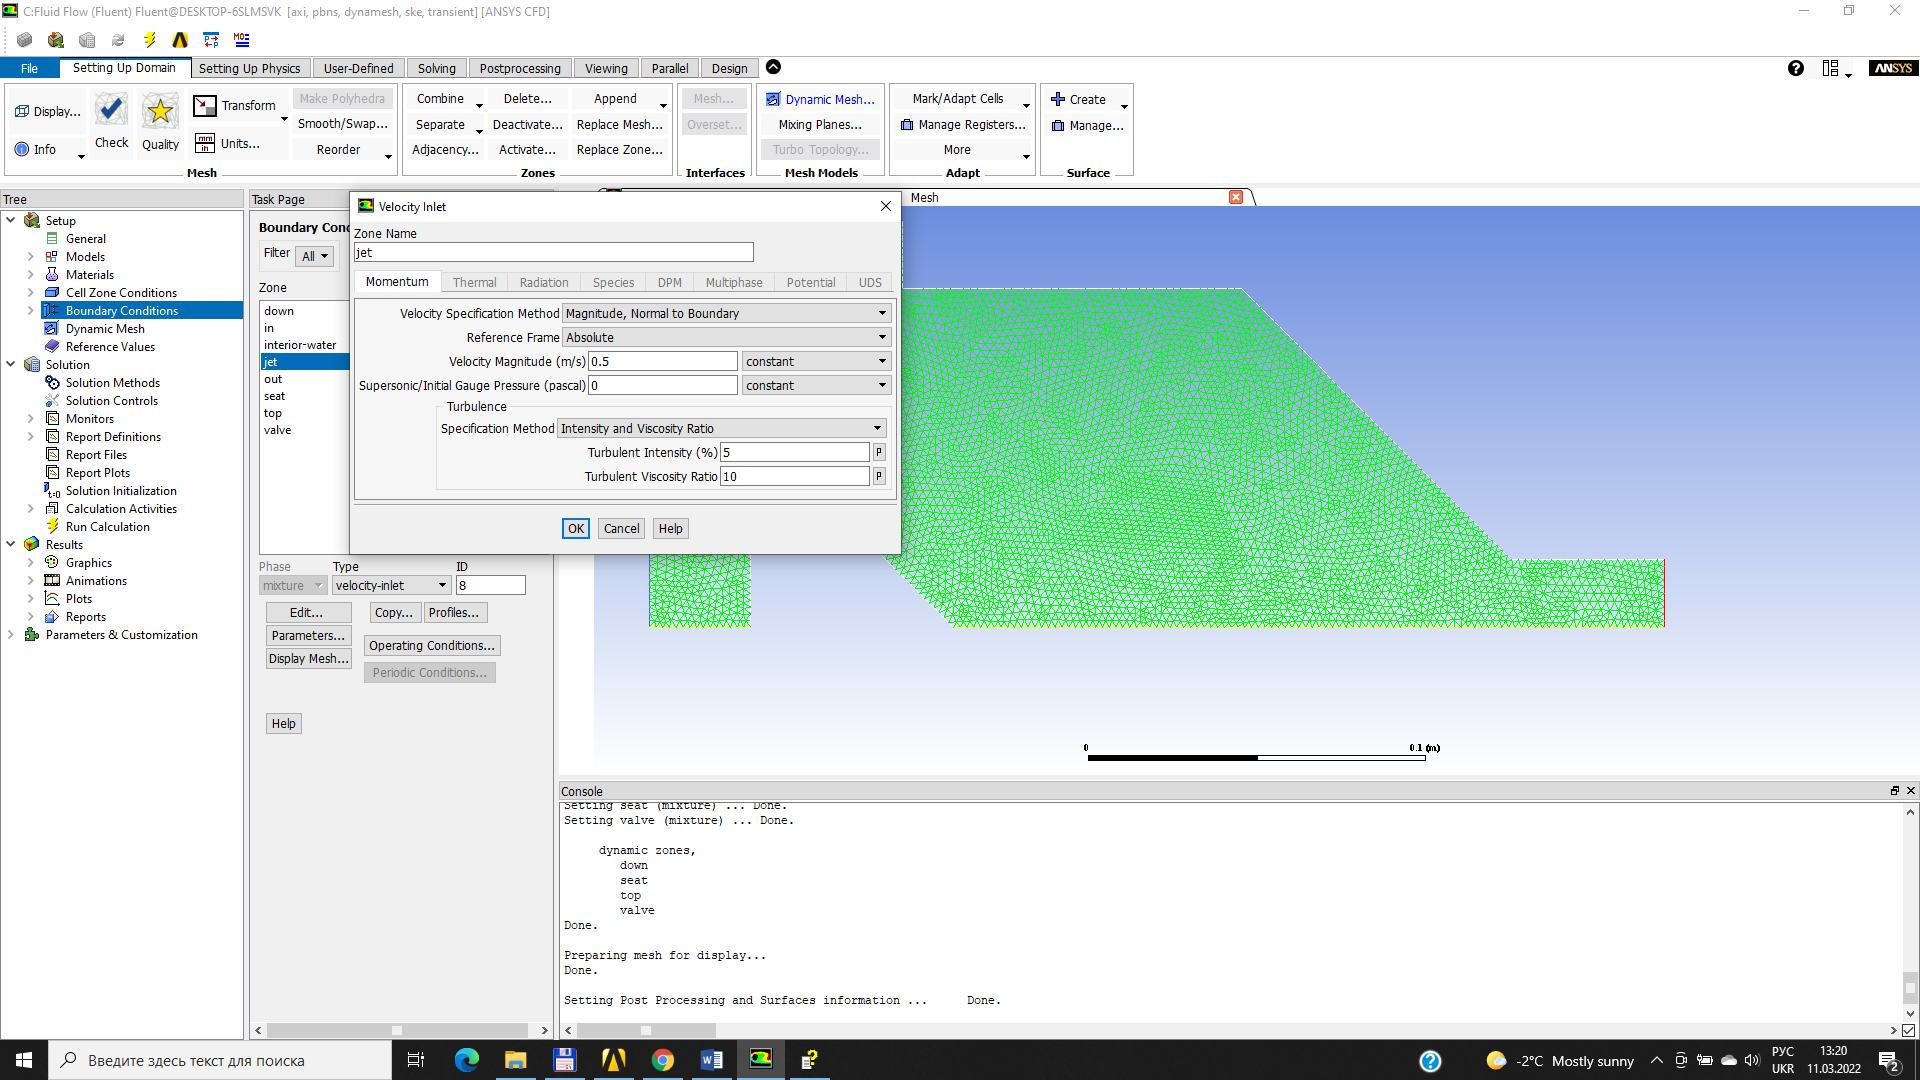 C:Fluid Flow (Fluent) Fluent@DESKTOP-6SLMSVK [axi, pbns, dynamesh, ske, transient] [ANSYS CFD]
File
Setting Up Domain
Setting Up Physics
User-Defined
Solving
Postprocessing
Viewing
Parallel
Design
ANSYS
Display...
Info
Check
Quality
Transform
Units...
Make Polyhedra
Smooth/Swap...
Reorder
Mesh
Combine
Separate
Adjacency...
Delete...
Deactivate...
Activate...
Append
Replace Mesh...
Replace Zone...
Zones
Mesh...
Overset...
Interfaces
Dynamic Mesh...
Mixing Planes...
Turbo Topology...
Mesh Models
Mark/Adapt Cells
Manage Registers...
More
Adapt
Create
Manage...
Surface
Tree
Setup
General
Models
Materials
Cell Zone Conditions
Boundary Conditions
Dynamic Mesh
Reference Values
Solution
Solution Methods
Solution Controls
Monitors
Report Definitions
Report Files
Report Plots
Solution Initialization
Calculation Activities
Run Calculation
Results
Graphics
Animations
Plots
Reports
Parameters & Customization
Task Page
Boundary Con
Filter All
Zone
down
in
interior-water
jet
out
seat
top
valve
Phase Type ID
mixture velocity-inlet 8
Edit... Copy... Profiles...
Parameters... Operating Conditions...
Display Mesh... Periodic Conditions...
Help
Velocity Inlet
Zone Name
jet
Momentum Thermal Radiation Species DPM Multiphase Potential UDS
Velocity Specification Method Magnitude, Normal to Boundary
Reference Frame Absolute
Velocity Magnitude (m/s) 0.5 constant
Supersonic/Initial Gauge Pressure (pascal) 0 constant
Turbulence
Specification Method Intensity and Viscosity Ratio
Turbulent Intensity (%) 5 P
Turbulent Viscosity Ratio 10 P
OK Cancel Help
Mesh
0 0.1 (m)
Console
Setting seat (mixture) ... Done.
Setting valve (mixture) ... Done.
dynamic zones,
down
seat
top
valve
Done.
Preparing mesh for display...
Done.
Setting Post Processing and Surfaces information ... Done.
Введите здесь текст для поиска
-2°C Mostly sunny
РУС
UKR
13:20
11.03.2022
2